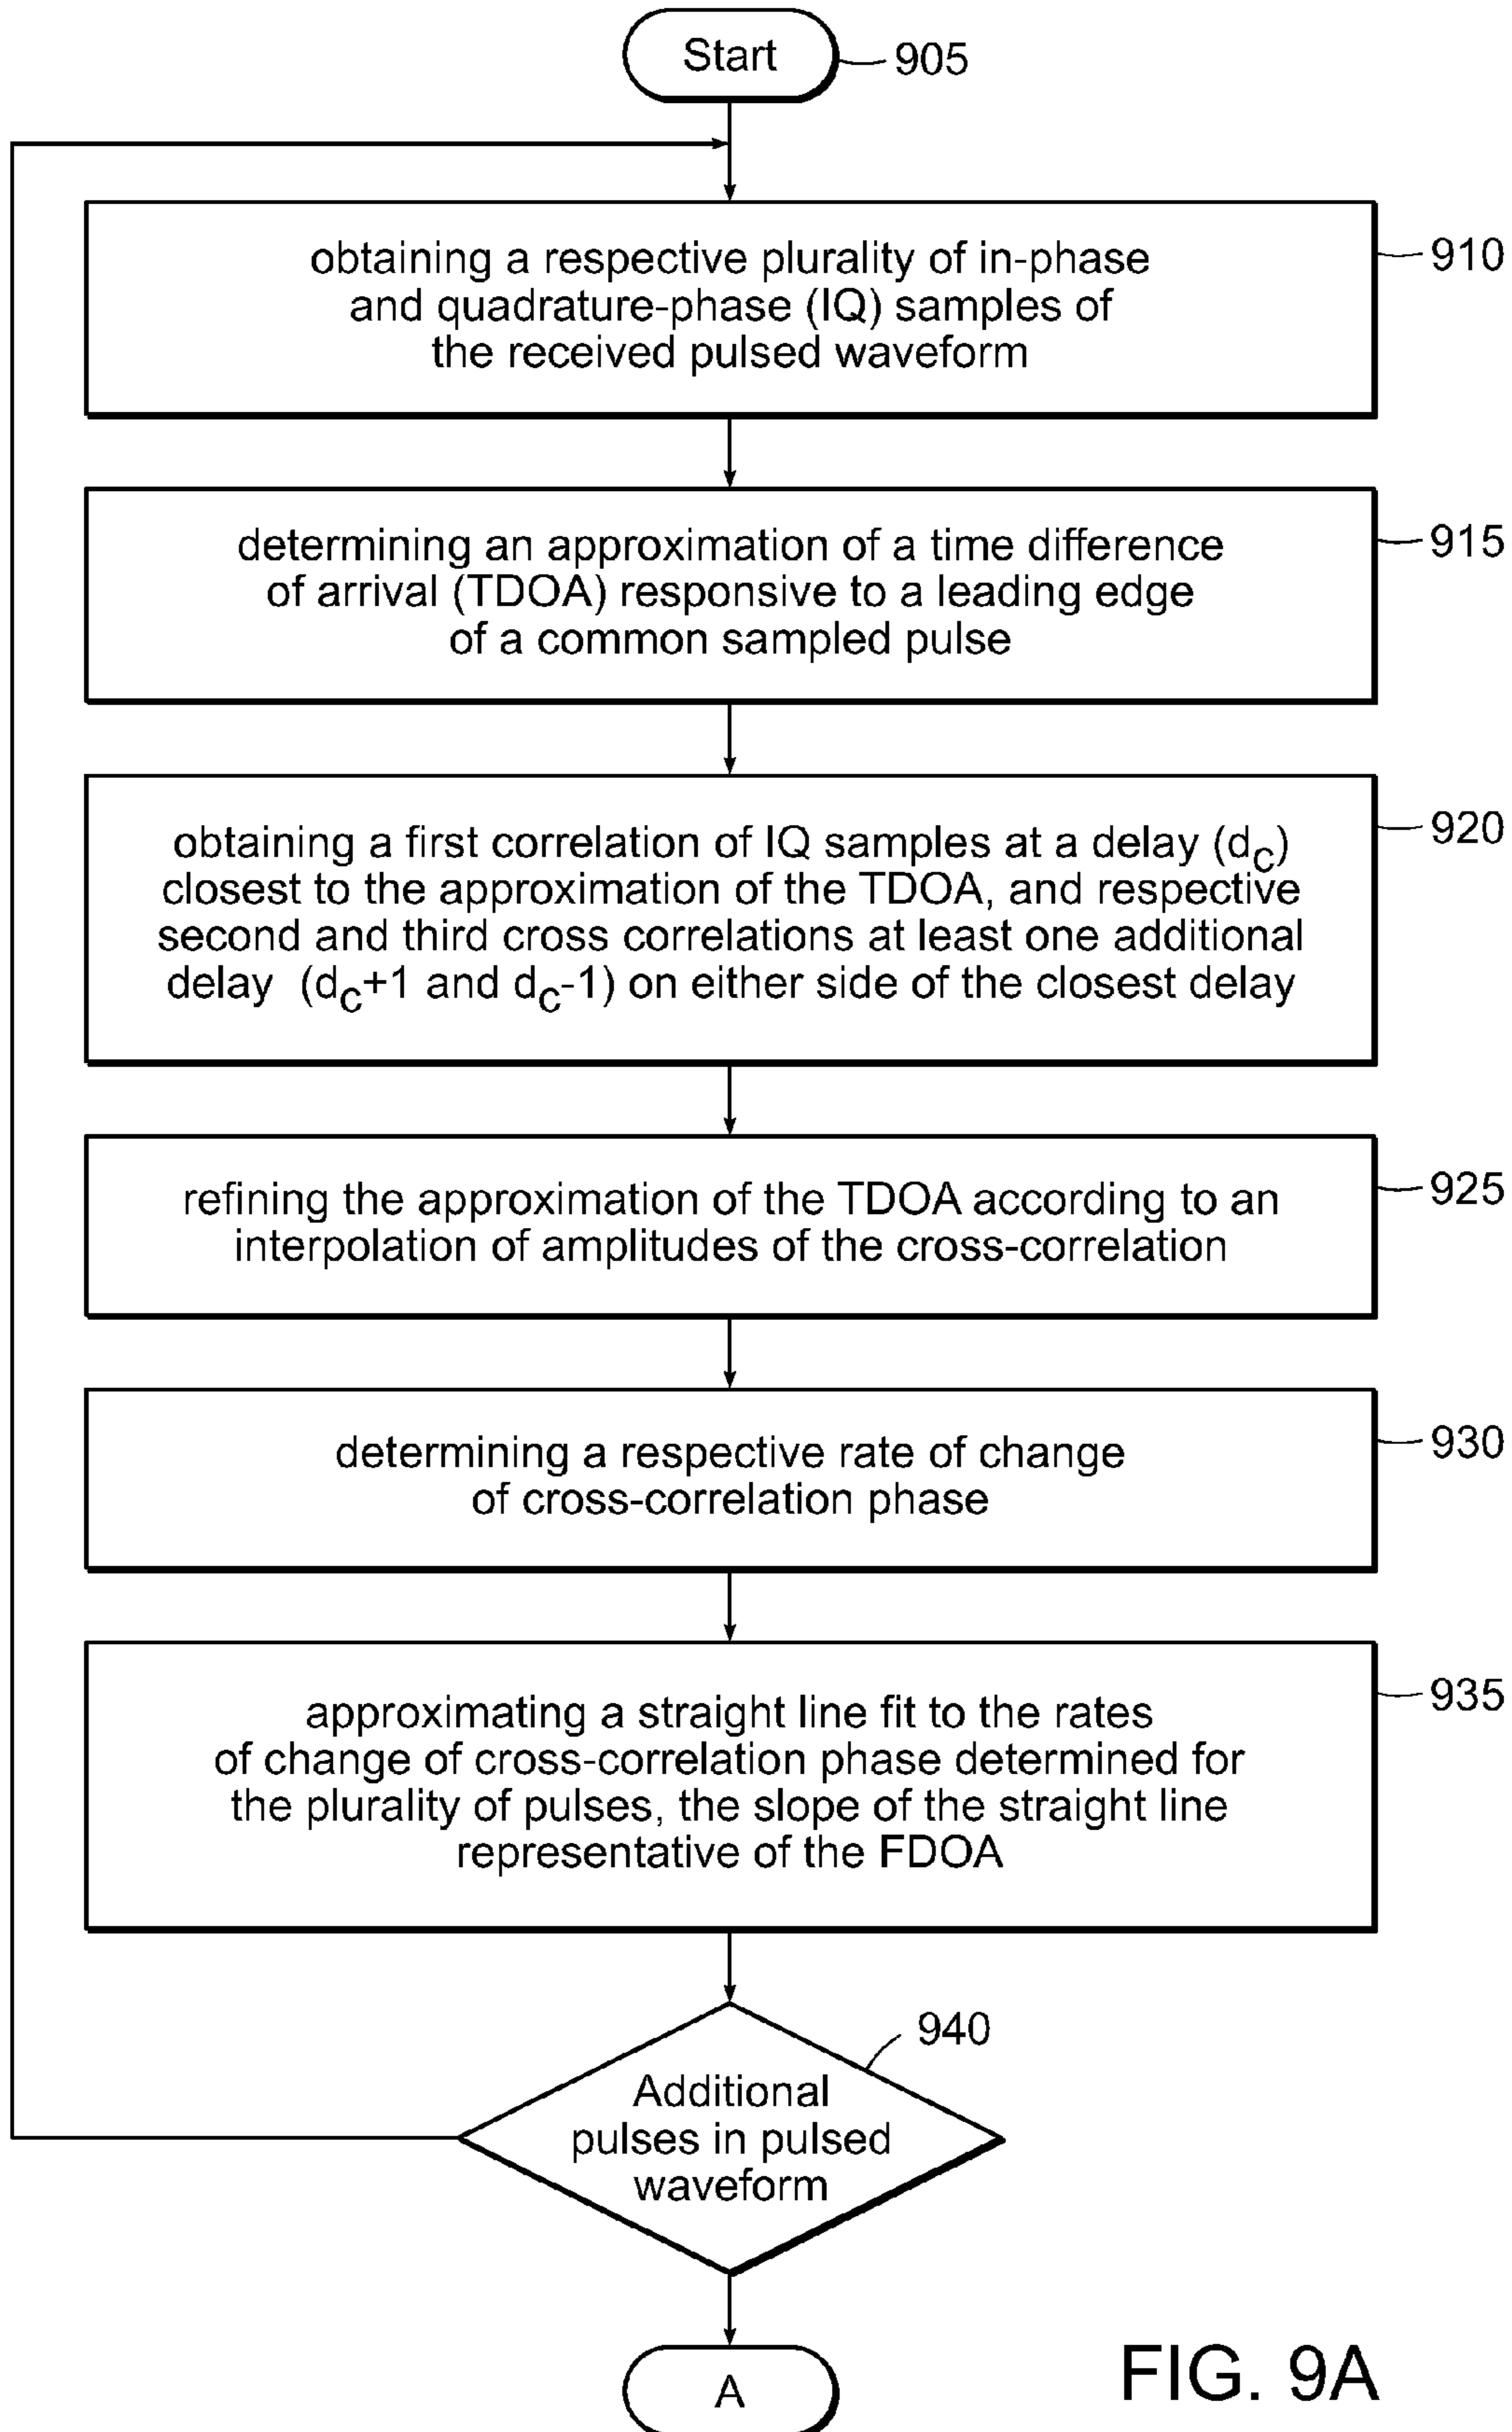 Start
905
obtaining a respective plurality of in-phase
and quadrature-phase (IQ) samples of
the received pulsed waveform
910
determining an approximation of a time difference
of arrival (TDOA) responsive to a leading edge
of a common sampled pulse
915
obtaining a first correlation of IQ samples at a delay (dC)
closest to the approximation of the TDOA, and respective
second and third cross correlations at least one additional
delay (dC+1 and dC-1) on either side of the closest delay
920
refining the approximation of the TDOA according to an
interpolation of amplitudes of the cross-correlation
925
determining a respective rate of change
of cross-correlation phase
930
approximating a straight line fit to the rates
of change of cross-correlation phase determined for
the plurality of pulses, the slope of the straight line
representative of the FDOA
935
940
Additional
pulses in pulsed
waveform
A
FIG. 9A